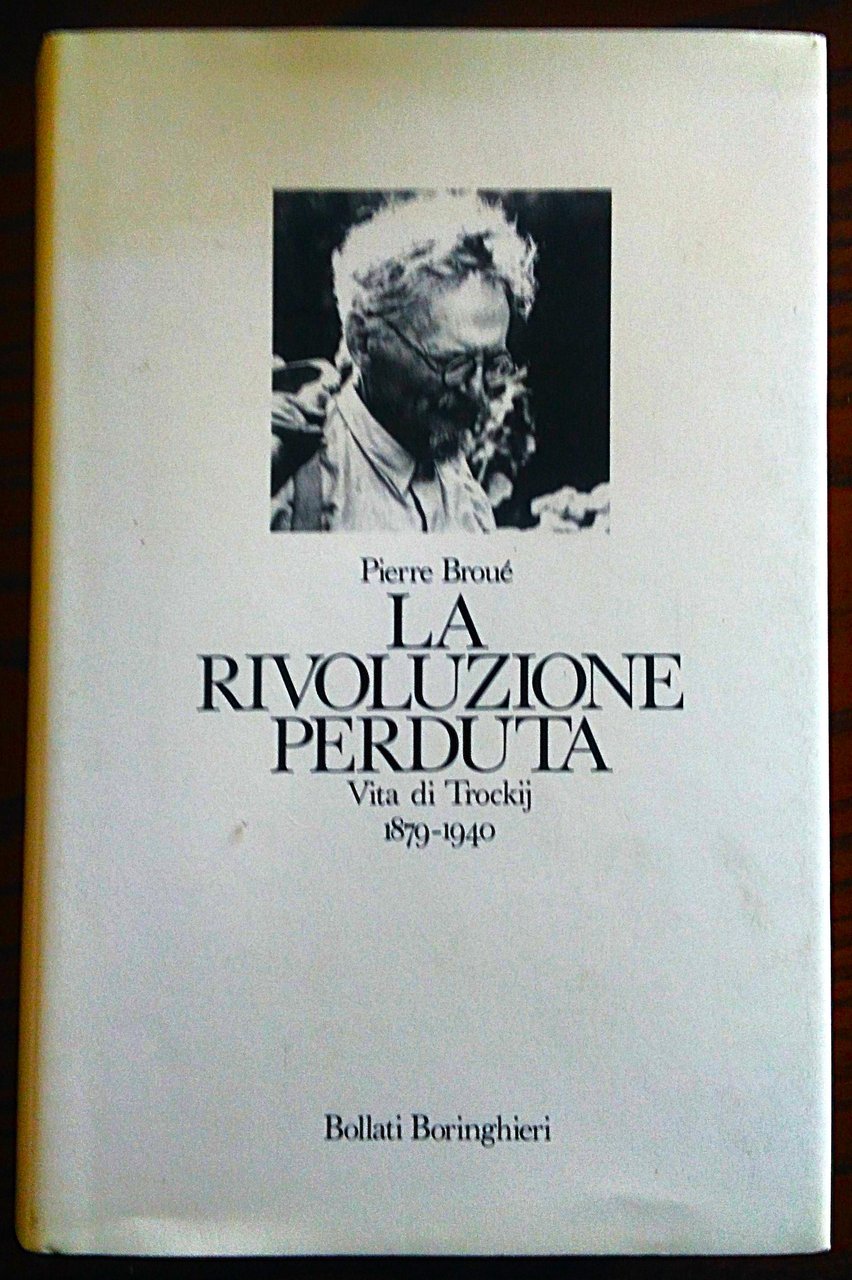 Pierre Broué
LA
RIVOLUZIONE
PERDUTA
Vita di Trockij
1879-1940
Bollati Boringhieri